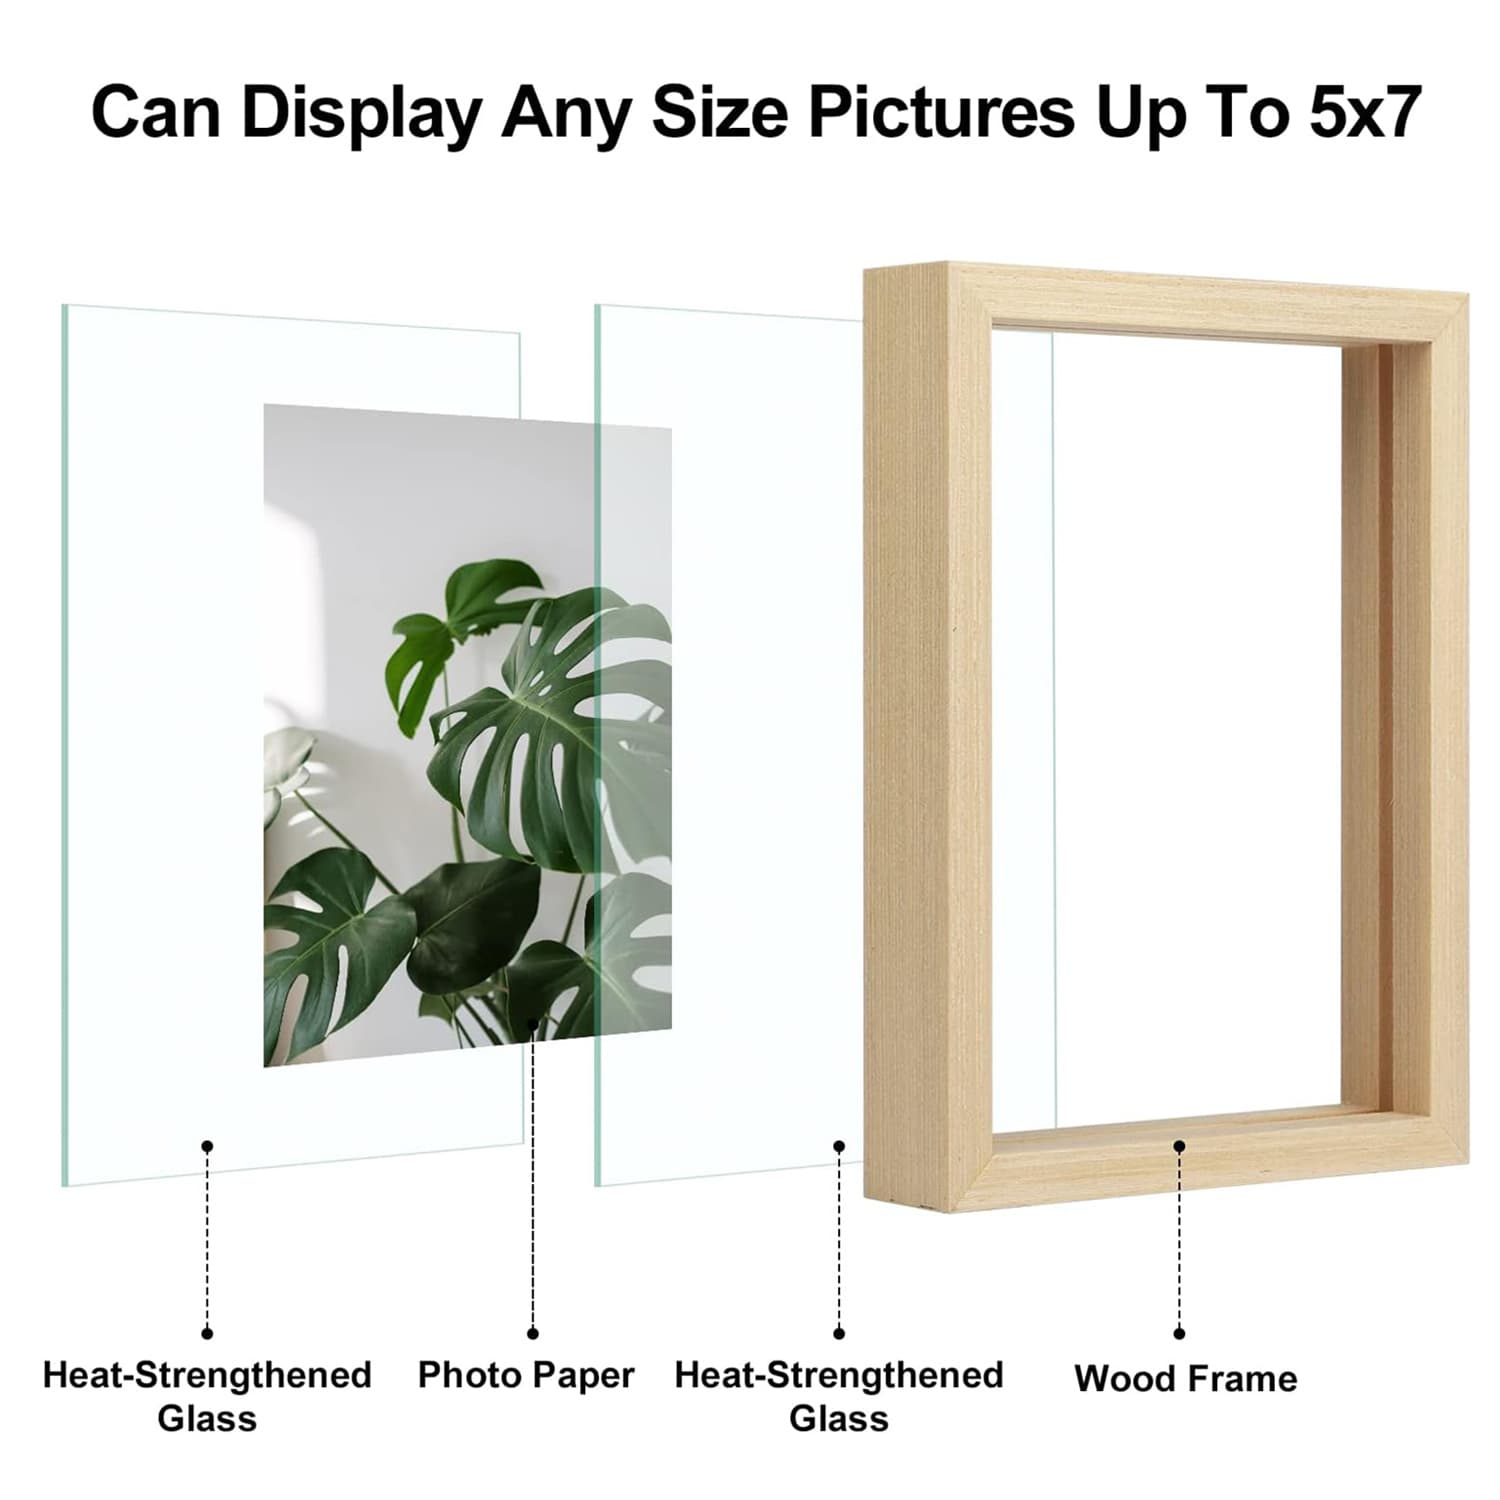 Can Display Any Size Pictures Up To 5x7
Heat-Strengthened
Glass
Photo Paper
Heat-Strengthened
Glass
Wood Frame